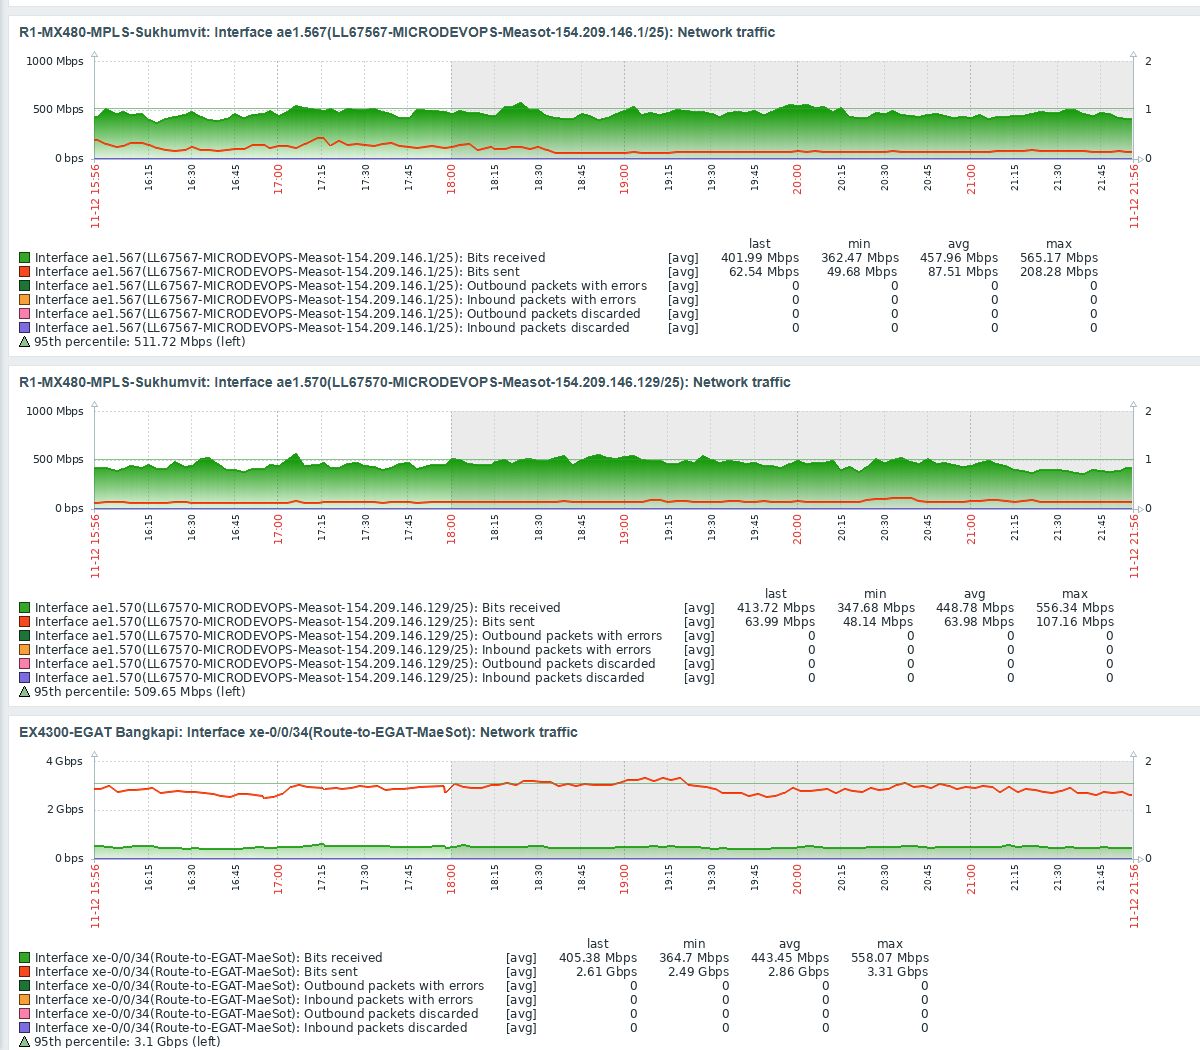 R1-MX480-MPLS-Sukhumvit: Interface ae1.567(LL67567-MICRODEVOPS-Measot-154.209.146.1/25): Network traffic
1000 Mbps 2
500 Mbps 1
0 bps 0
11-12 15:56 16:15 16:30 16:45 17:00 17:15 17:30 17:45 18:00 18:15 18:30 18:45 19:00 19:15 19:30 19:45 20:00 20:15 20:30 20:45 21:00 21:15 21:30 21:45 11-12 21:56
last min avg max
Interface ae1.567(LL67567-MICRODEVOPS-Measot-154.209.146.1/25): Bits received [avg] 401.99 Mbps 362.47 Mbps 457.96 Mbps 565.17 Mbps
Interface ae1.567(LL67567-MICRODEVOPS-Measot-154.209.146.1/25): Bits sent [avg] 62.54 Mbps 49.68 Mbps 87.51 Mbps 208.28 Mbps
Interface ae1.567(LL67567-MICRODEVOPS-Measot-154.209.146.1/25): Outbound packets with errors [avg] 0 0 0 0
Interface ae1.567(LL67567-MICRODEVOPS-Measot-154.209.146.1/25): Inbound packets with errors [avg] 0 0 0 0
Interface ae1.567(LL67567-MICRODEVOPS-Measot-154.209.146.1/25): Outbound packets discarded [avg] 0 0 0 0
Interface ae1.567(LL67567-MICRODEVOPS-Measot-154.209.146.1/25): Inbound packets discarded [avg] 0 0 0 0
95th percentile: 511.72 Mbps (left)
R1-MX480-MPLS-Sukhumvit: Interface ae1.570(LL67570-MICRODEVOPS-Measot-154.209.146.129/25): Network traffic
1000 Mbps 2
500 Mbps 1
0 bps 0
11-12 15:56 16:15 16:30 16:45 17:00 17:15 17:30 17:45 18:00 18:15 18:30 18:45 19:00 19:15 19:30 19:45 20:00 20:15 20:30 20:45 21:00 21:15 21:30 21:45 11-12 21:56
last min avg max
Interface ae1.570(LL67570-MICRODEVOPS-Measot-154.209.146.129/25): Bits received [avg] 413.72 Mbps 347.68 Mbps 448.78 Mbps 556.34 Mbps
Interface ae1.570(LL67570-MICRODEVOPS-Measot-154.209.146.129/25): Bits sent [avg] 63.99 Mbps 48.14 Mbps 63.98 Mbps 107.16 Mbps
Interface ae1.570(LL67570-MICRODEVOPS-Measot-154.209.146.129/25): Outbound packets with errors [avg] 0 0 0 0
Interface ae1.570(LL67570-MICRODEVOPS-Measot-154.209.146.129/25): Inbound packets with errors [avg] 0 0 0 0
Interface ae1.570(LL67570-MICRODEVOPS-Measot-154.209.146.129/25): Outbound packets discarded [avg] 0 0 0 0
Interface ae1.570(LL67570-MICRODEVOPS-Measot-154.209.146.129/25): Inbound packets discarded [avg] 0 0 0 0
95th percentile: 509.65 Mbps (left)
EX4300-EGAT Bangkapi: Interface xe-0/0/34(Route-to-EGAT-MaeSot): Network traffic
4 Gbps 2
2 Gbps 1
0 bps 0
11-12 15:56 16:15 16:30 16:45 17:00 17:15 17:30 17:45 18:00 18:15 18:30 18:45 19:00 19:15 19:30 19:45 20:00 20:15 20:30 20:45 21:00 21:15 21:30 21:45 11-12 21:56
last min avg max
Interface xe-0/0/34(Route-to-EGAT-MaeSot): Bits received [avg] 405.38 Mbps 364.7 Mbps 443.45 Mbps 558.07 Mbps
Interface xe-0/0/34(Route-to-EGAT-MaeSot): Bits sent [avg] 2.61 Gbps 2.49 Gbps 2.86 Gbps 3.31 Gbps
Interface xe-0/0/34(Route-to-EGAT-MaeSot): Outbound packets with errors [avg] 0 0 0 0
Interface xe-0/0/34(Route-to-EGAT-MaeSot): Inbound packets with errors [avg] 0 0 0 0
Interface xe-0/0/34(Route-to-EGAT-MaeSot): Outbound packets discarded [avg] 0 0 0 0
Interface xe-0/0/34(Route-to-EGAT-MaeSot): Inbound packets discarded [avg] 0 0 0 0
95th percentile: 3.1 Gbps (left)